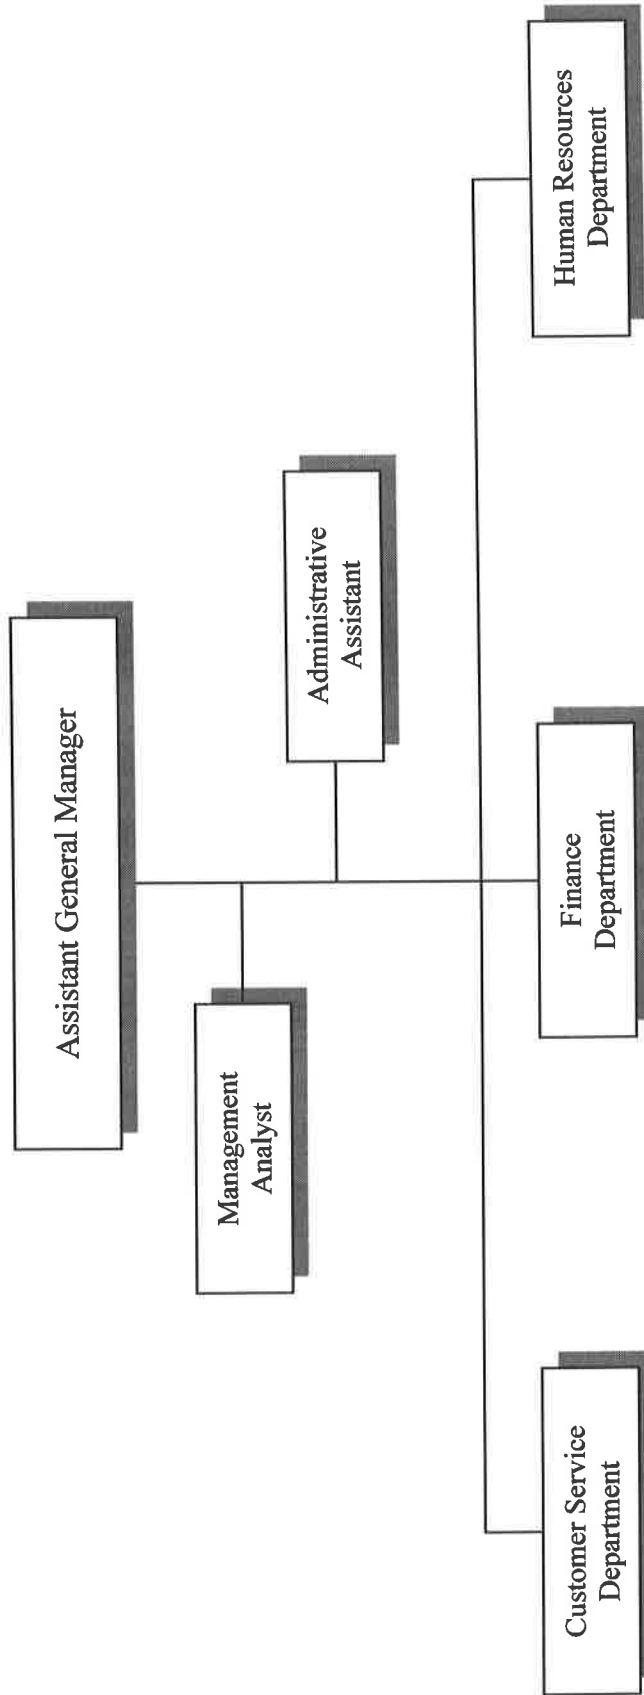 Assistant General Manager
Management
Analyst
Administrative
Assistant
Customer Service
Department
Finance
Department
Human Resources
Department